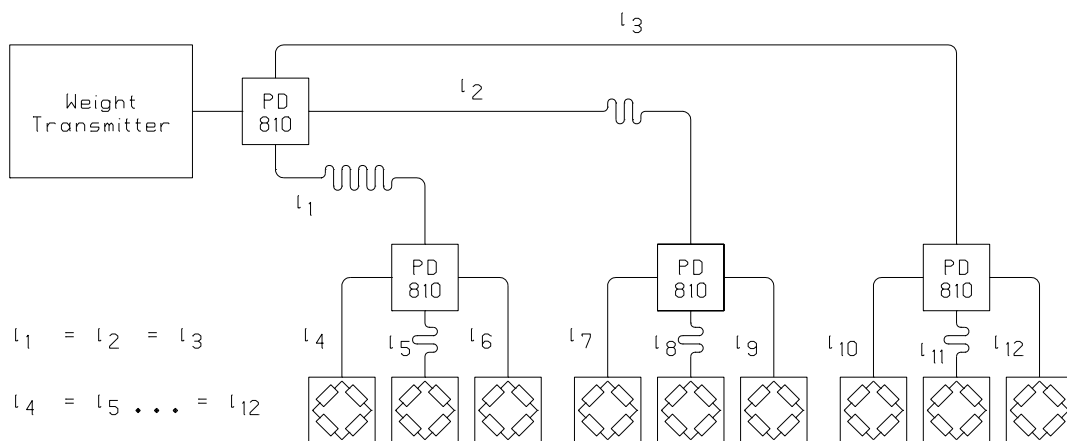 l3
Weight
Transmitter
PD
810
l2
l1
PD
810
PD
810
PD
810
l1 = l2 = l3
l4
l5
l6
l7
l8
l9
l10
l11
l12
l4 = l5 ... = l12